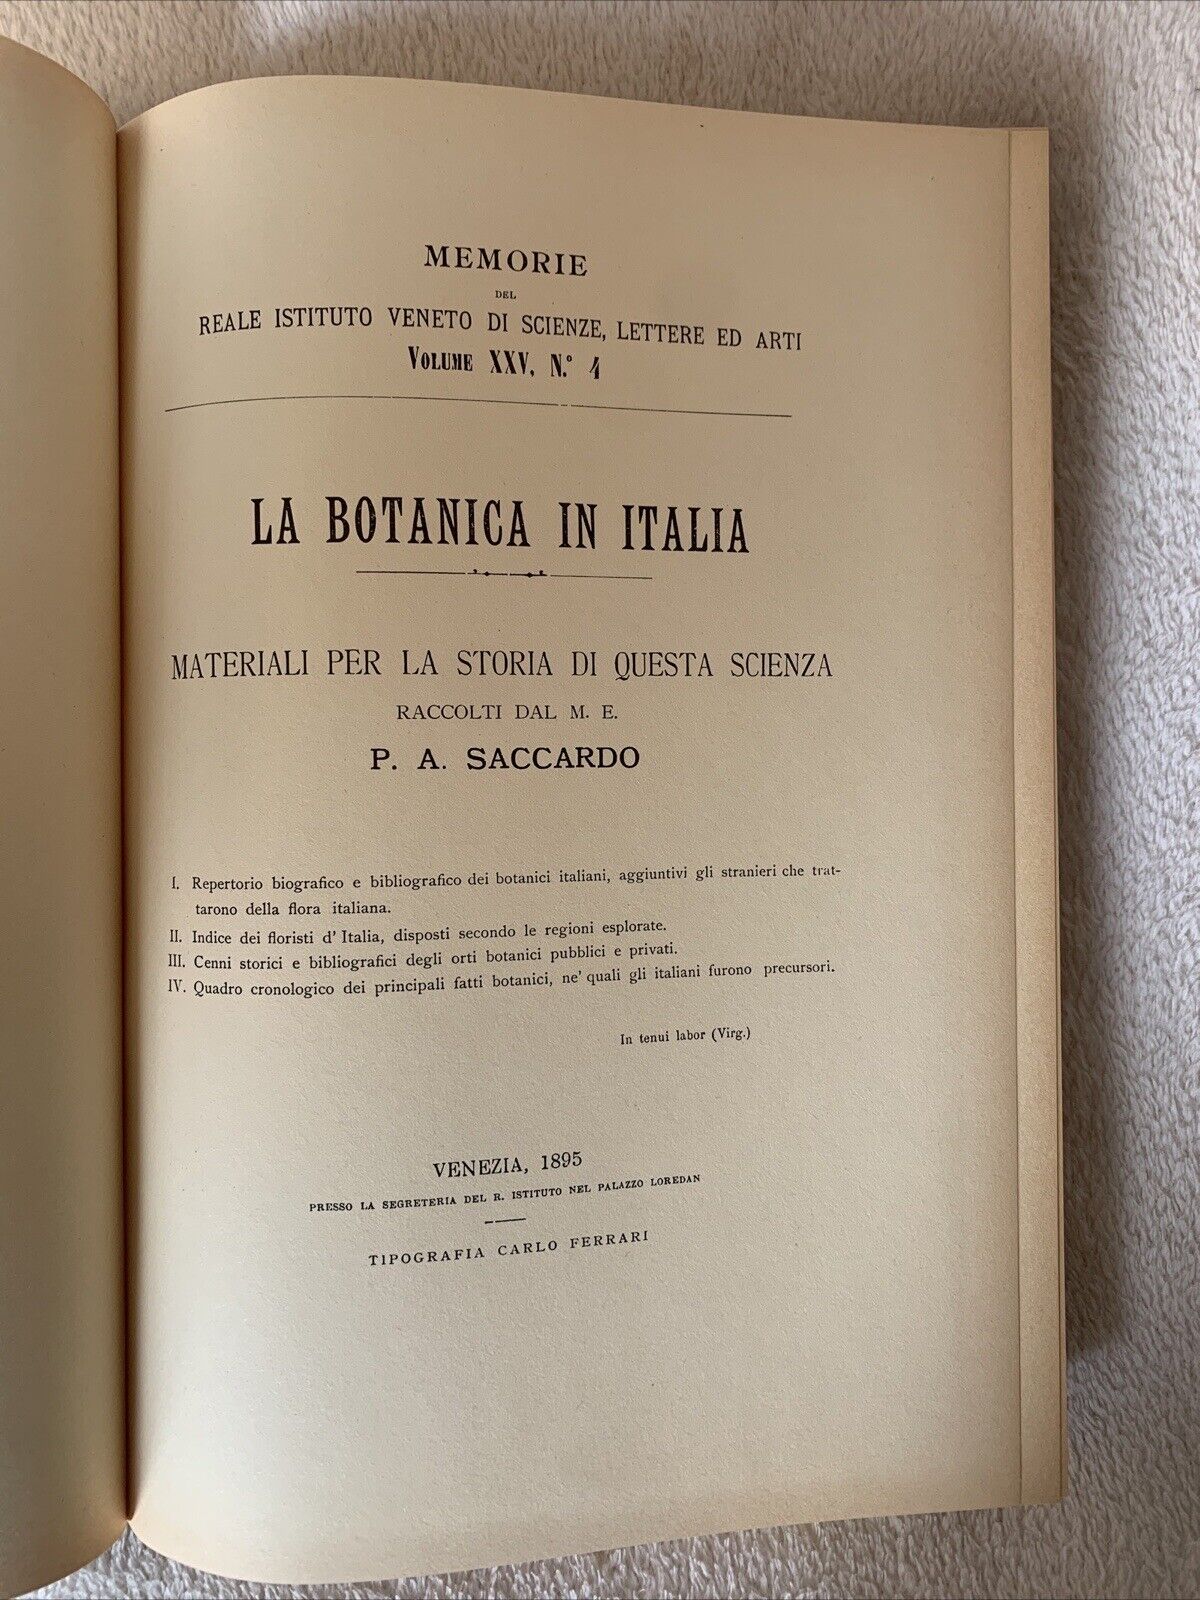 MEMORIE
DEL
REALE ISTITUTO VENETO DI SCIENZE, LETTERE ED ARTI
VOLUME XXV, N.° 4
LA BOTANICA IN ITALIA
MATERIALI PER LA STORIA DI QUESTA SCIENZA
RACCOLTI DAL M. E.
P. A. SACCARDO
I. Repertorio biografico e bibliografico dei botanici italiani, aggiuntivi gli stranieri che trat-
tarono della flora italiana.
II. Indice dei floristi d' Italia, disposti secondo le regioni esplorate.
III. Cenni storici e bibliografici degli orti botanici pubblici e privati.
IV. Quadro cronologico dei principali fatti botanici, ne' quali gli italiani furono precursori.
In tenui labor (Virg.)
VENEZIA, 1895
PRESSO LA SEGRETERIA DEL R. ISTITUTO NEL PALAZZO LOREDAN
TIPOGRAFIA CARLO FERRARI